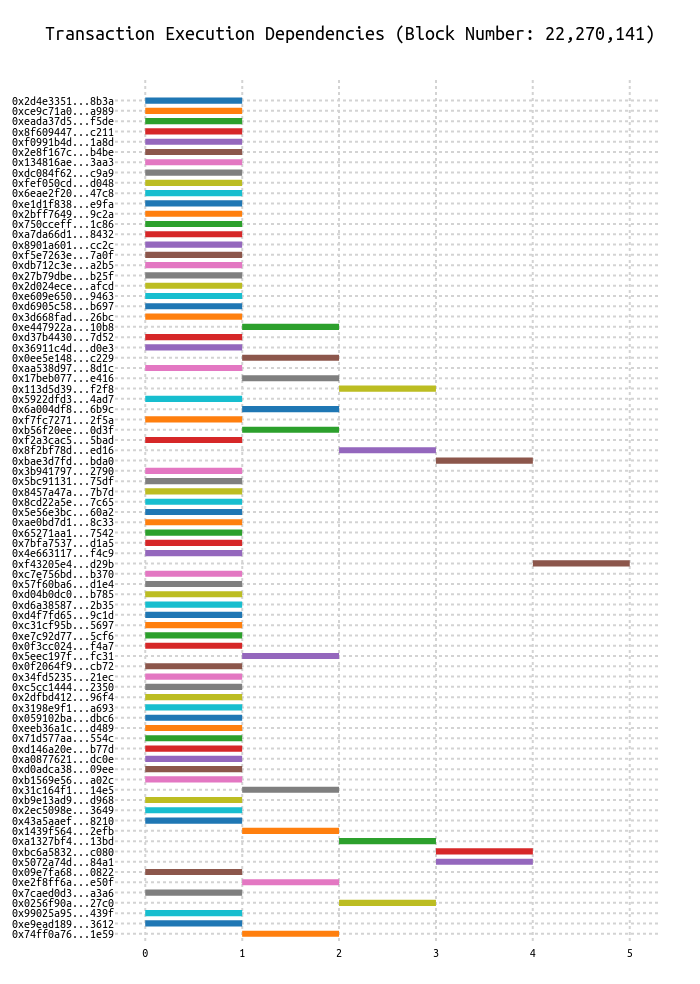 Transaction Execution Dependencies (Block Number: 22,270,141)
0x2d4e3351...8b3a
0xce9c71a0...a989
0xeada37d5...f5de
0x8f609447...c211
0xf0991b4d...1a8d
0x2e8f167c...b4be
0x134816ae...3aa3
0xdc084f62...c9a9
0xfef050cd...d048
0x6eae2f20...47c8
0xe1d1f838...e9fa
0x2bff7649...9c2a
0x750cceff...1c86
0xa7da66d1...8432
0x8901a601...cc2c
0xf5e7263e...7a0f
0xdb712c3e...a2b5
0x27b79dbe...b25f
0x2d024ece...afcd
0xe609e650...9463
0xd6905c58...b697
0x3d668fad...26bc
0xe447922a...10b8
0xd37b4430...7d52
0x36911c4d...d0e3
0x0ee5e148...c229
0xaa538d97...8d1c
0x17beb077...e416
0x113d5d39...f2f8
0x5922dfd3...4ad7
0x6a004df8...6b9c
0xf7fc7271...2f5a
0xb56f20ee...0d3f
0xf2a3cac5...5bad
0x8f2bf78d...ed16
0xbae3d7fd...bda0
0x3b941797...2790
0x5bc91131...75df
0x8457a47a...7b7d
0x8cd22a5e...7c65
0x5e56e3bc...60a2
0xae0bd7d1...8c33
0x65271aa1...7542
0x7bfa7537...d1a5
0x4e663117...f4c9
0xf43205e4...d29b
0xc7e756bd...b370
0x57f60ba6...d1e4
0xd04b0dc0...b785
0xd6a38587...2b35
0xd4f7fd65...9c1d
0xc31cf95b...5697
0xe7c92d77...5cf6
0x0f3cc024...f4a7
0x5eec197f...fc31
0x0f2064f9...cb72
0x34fd5235...21ec
0xc5cc1444...2350
0x2dfbd412...96f4
0x3198e9f1...a693
0x059102ba...dbc6
0xeeb36a1c...d489
0x71d577aa...554c
0xd146a20e...b77d
0xa0877621...dc0e
0xd0adca38...09ee
0xb1569e56...a02c
0x31c164f1...14e5
0xb9e13ad9...d968
0x2ec5098e...3649
0x43a5aaef...8210
0x1439f564...2efb
0xa1327bf4...13bd
0xbc6a5832...c080
0x5072a74d...84a1
0x09e7fa68...0822
0xe2f8ff6a...e50f
0x7caed0d3...a3a6
0x0256f90a...27c0
0x99025a95...439f
0xe9ead189...3612
0x74ff0a76...1e59
0 1 2 3 4 5